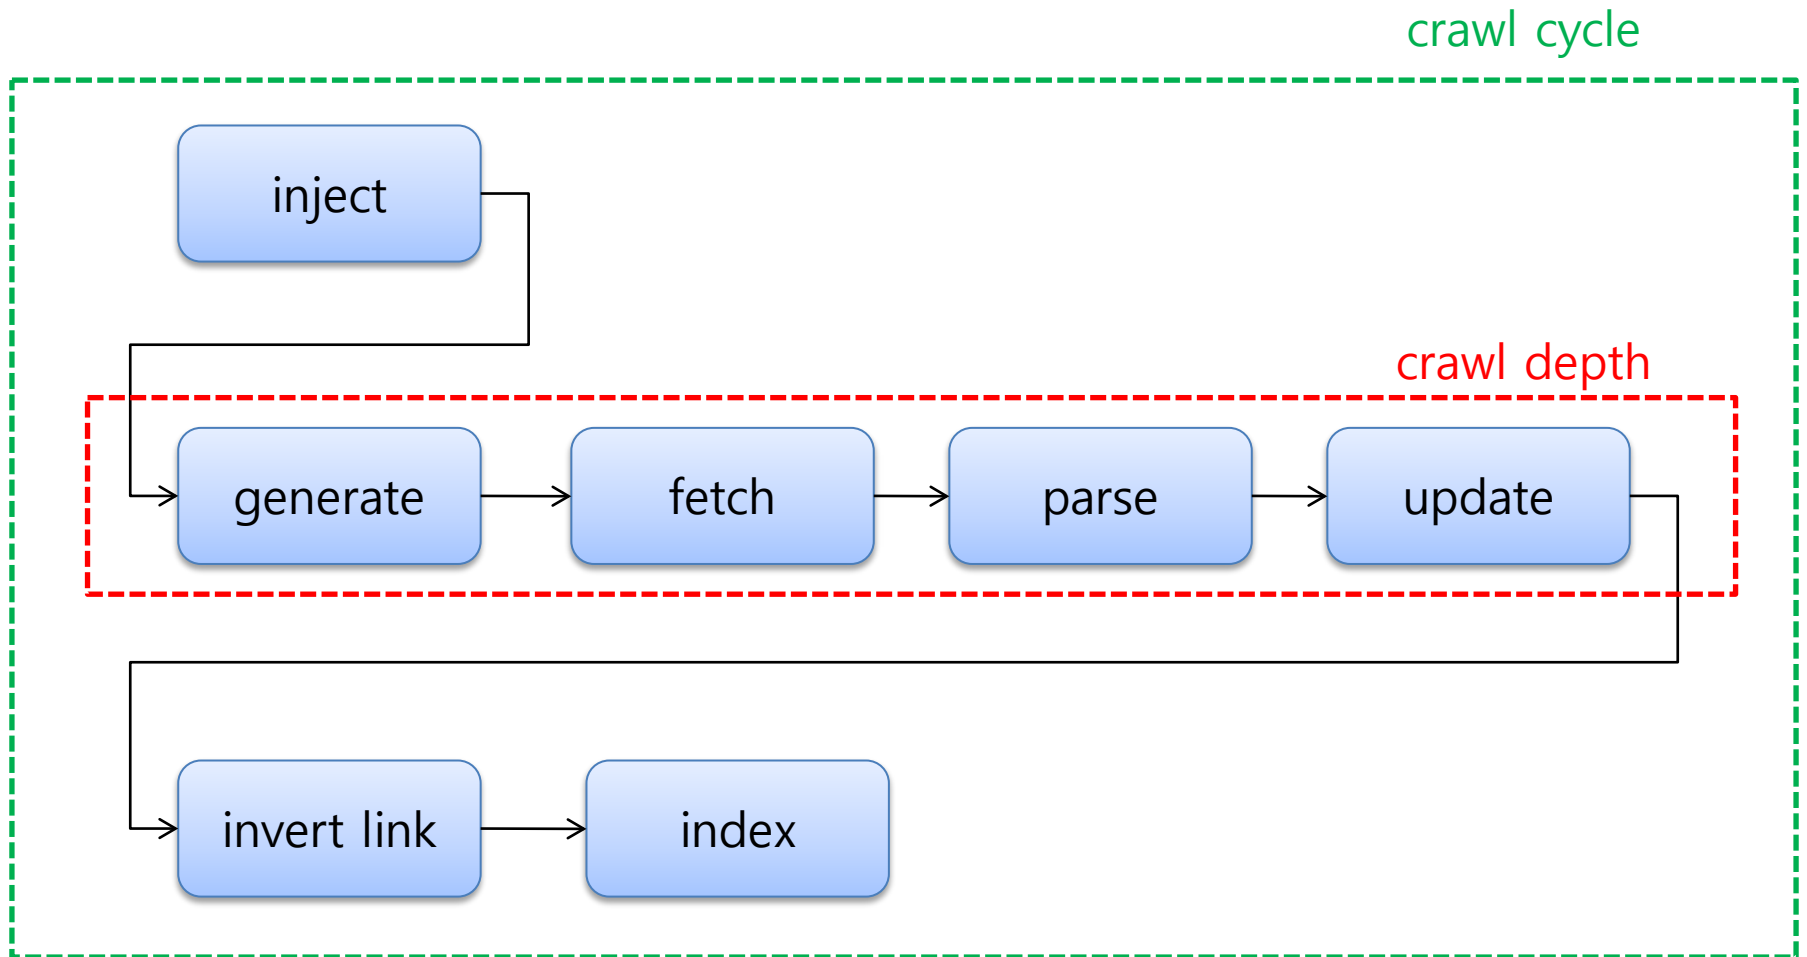 crawl cycle
inject
crawl depth
generate
fetch
parse
update
invert link
index